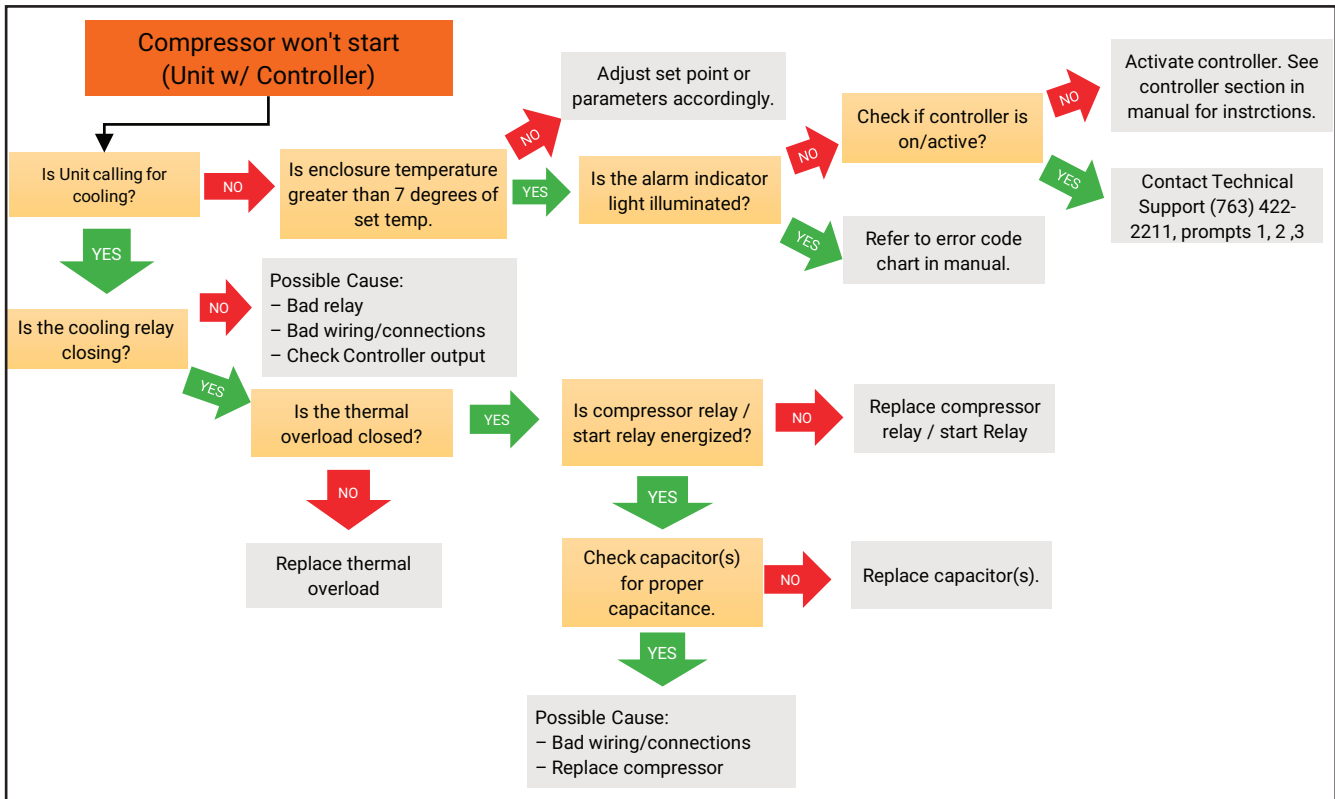 Compressor won't start
(Unit w/ Controller)
Is Unit calling for
cooling?
NO
Is enclosure temperature
greater than 7 degrees of
set temp.
NO
Adjust set point or
parameters accordingly.
YES
Is the alarm indicator
light illuminated?
NO
Check if controller is
on/active?
NO
Activate controller. See
controller section in
manual for instrctions.
YES
Contact Technical
Support (763) 422-
2211, prompts 1, 2 ,3
YES
Refer to error code
chart in manual.
YES
Is the cooling relay
closing?
NO
Possible Cause:
– Bad relay
– Bad wiring/connections
– Check Controller output
YES
Is the thermal
overload closed?
NO
Replace thermal
overload
YES
Is compressor relay /
start relay energized?
NO
Replace compressor
relay / start Relay
YES
Check capacitor(s)
for proper
capacitance.
NO
Replace capacitor(s).
YES
Possible Cause:
– Bad wiring/connections
– Replace compressor